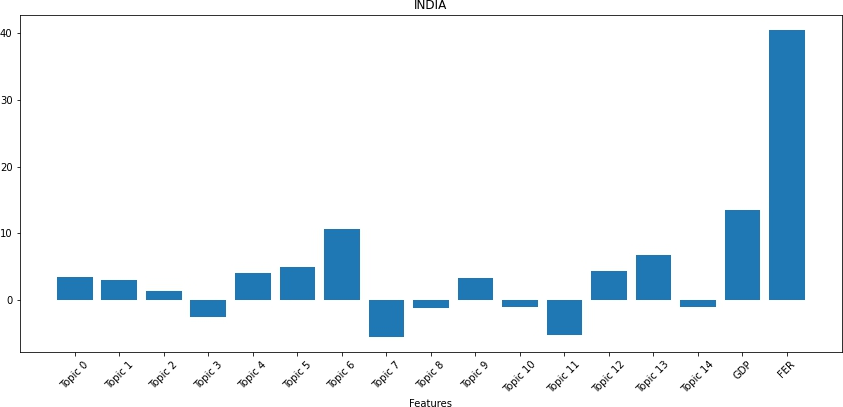 INDIA
40
30
20
10
0
Topic 0
Topic 1
Topic 2
Topic 3
Topic 4
Topic 5
Topic 6
Topic 7
Topic 8
Topic 9
Topic 10
Topic 11
Topic 12
Topic 13
Topic 14
GDP
FER
Features